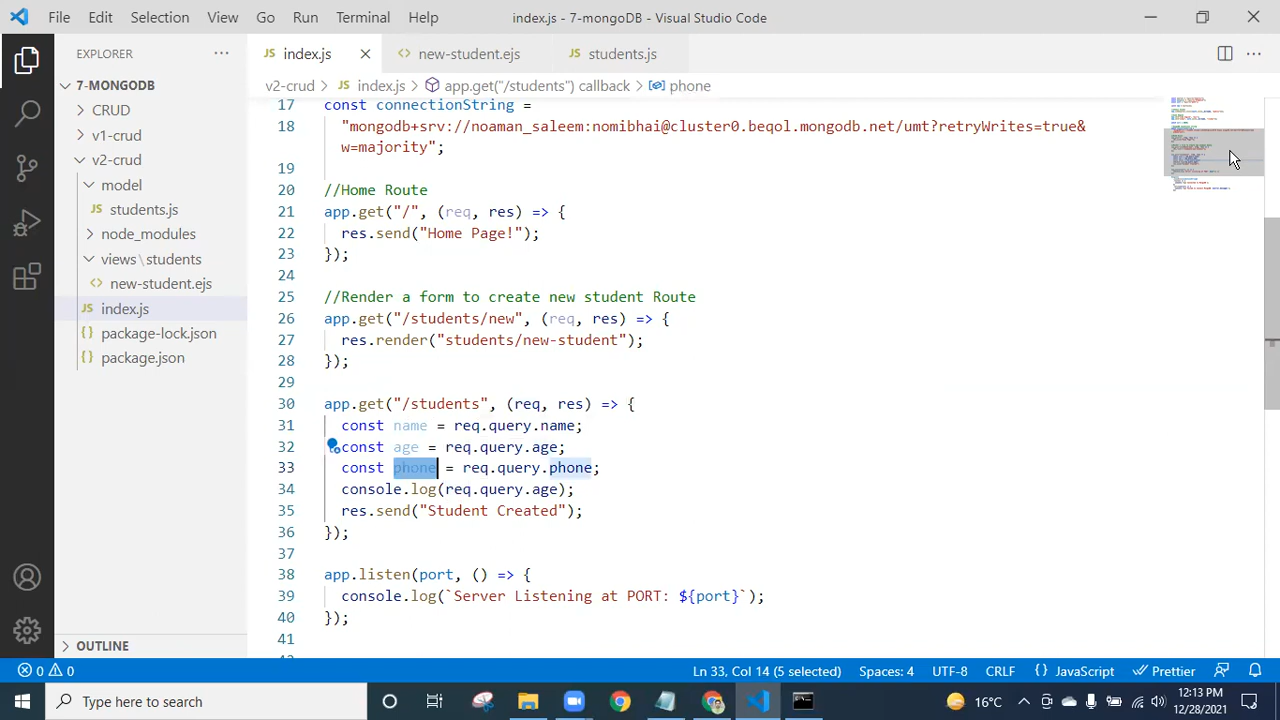 File Edit Selection View Go Run Terminal Help index.js - 7-mongoDB - Visual Studio Code
EXPLORER ···
index.js new-student.ejs students.js
7-MONGODB
v2-crud > index.js > app.get("/students") callback > phone
CRUD
v1-crud
v2-crud
model
students.js
node_modules
views\students
new-student.ejs
index.js
package-lock.json
package.json
OUTLINE
17 const connectionString =
18 "mongodb+srv://nauman_saleem:nomibhai@cluster0.
mongodb.net/umt?retryWrites=true&
w=majority";
19
20 //Home Route
21 app.get("/", (req, res) => {
22 res.send("Home Page!");
23 });
24
25 //Render a form to create new student Route
26 app.get("/students/new", (req, res) => {
27 res.render("students/new-student");
28 });
29
30 app.get("/students", (req, res) => {
31 const name = req.query.name;
32 const age = req.query.age;
33 const phone = req.query.phone;
34 console.log(req.query.age);
35 res.send("Student Created");
36 });
37
38 app.listen(port, () => {
39 console.log(`Server Listening at PORT: ${port}`);
40 });
41
0 0 Ln 33, Col 14 (5 selected) Spaces: 4 UTF-8 CRLF JavaScript Prettier
Type here to search 16°C 12:13 PM
12/28/2021